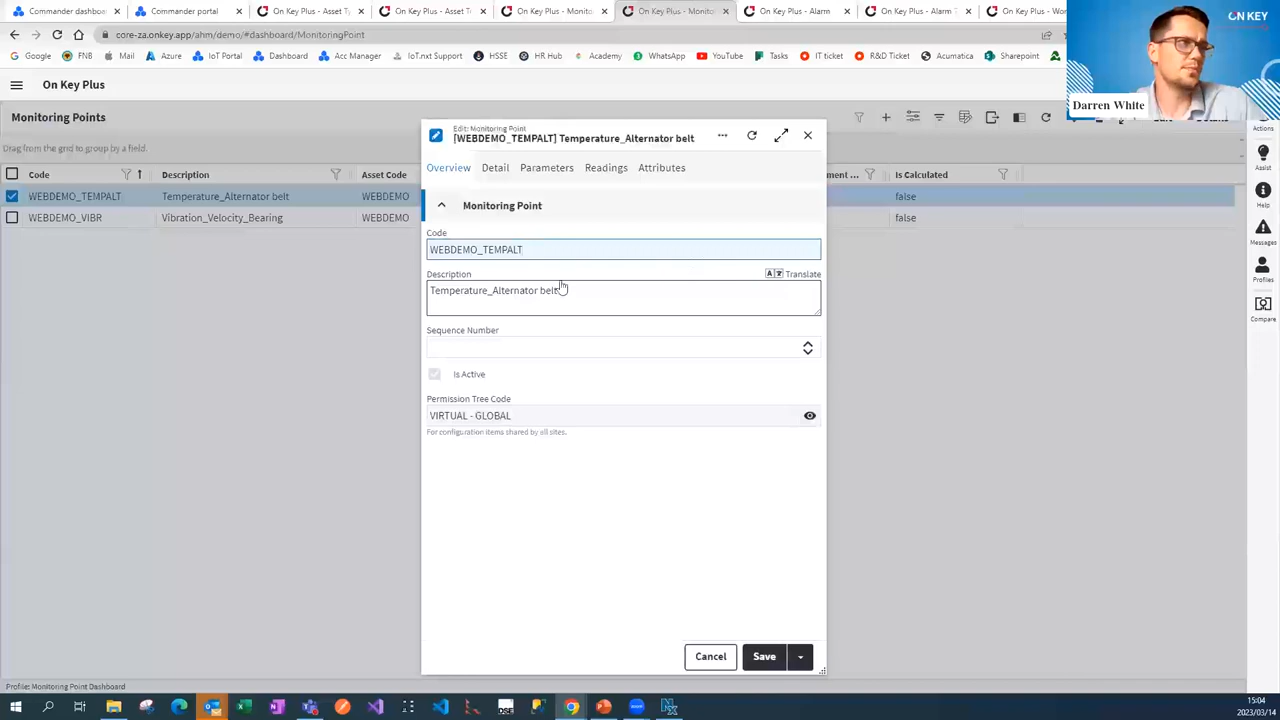 Commander dashboard
Commander portal
On Key Plus - Asset Ty
On Key Plus - Asset Ty
On Key Plus - Monito
On Key Plus - Monito
On Key Plus - Alarm
On Key Plus - Alarm T
On Key Plus - Wo
core-za.onkey.app/ahm/demo/#dashboard/MonitoringPoint
Google
FNB
Mail
Azure
IoT Portal
Dashboard
Acc Manager
IoT.nxt Support
HSSE
HR Hub
Academy
WhatsApp
YouTube
Tasks
IT ticket
R&D Ticket
Acumatica
Sharepoint
ON KEY
Darren White
On Key Plus
Monitoring Points
Drag from the grid to group by a field.
Code
Description
Asset Code
ment ...
Is Calculated
WEBDEMO_TEMPALT
Temperature_Alternator belt
WEBDEMO
false
WEBDEMO_VIBR
Vibration_Velocity_Bearing
WEBDEMO
false
Edit: Monitoring Point
[WEBDEMO_TEMPALT] Temperature_Alternator belt
Overview
Detail
Parameters
Readings
Attributes
Monitoring Point
Code
WEBDEMO_TEMPALT
Description
Translate
Temperature_Alternator belt
Sequence Number
Is Active
Permission Tree Code
VIRTUAL - GLOBAL
For configuration items shared by all sites.
Cancel
Save
Actions
Assist
Help
Messages
Profiles
Compare
Profile: Monitoring Point Dashboard
15:04
2023/03/14